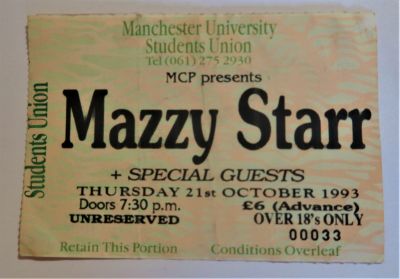 Manchester University
Students Union
Tel (061) 275 2930
MCP presents
Students Union
Mazzy Starr
+ SPECIAL GUESTS
THURSDAY 21st OCTOBER 1993
Doors 7:30 p.m. £6 (Advance)
UNRESERVED OVER 18's ONLY
00033
Retain This Portion Conditions Overleaf